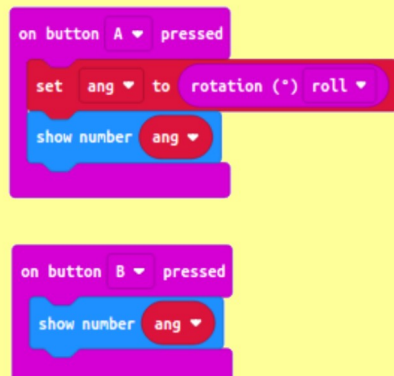 on button A pressed
set ang to rotation (°) roll
show number ang
on button B pressed
show number ang